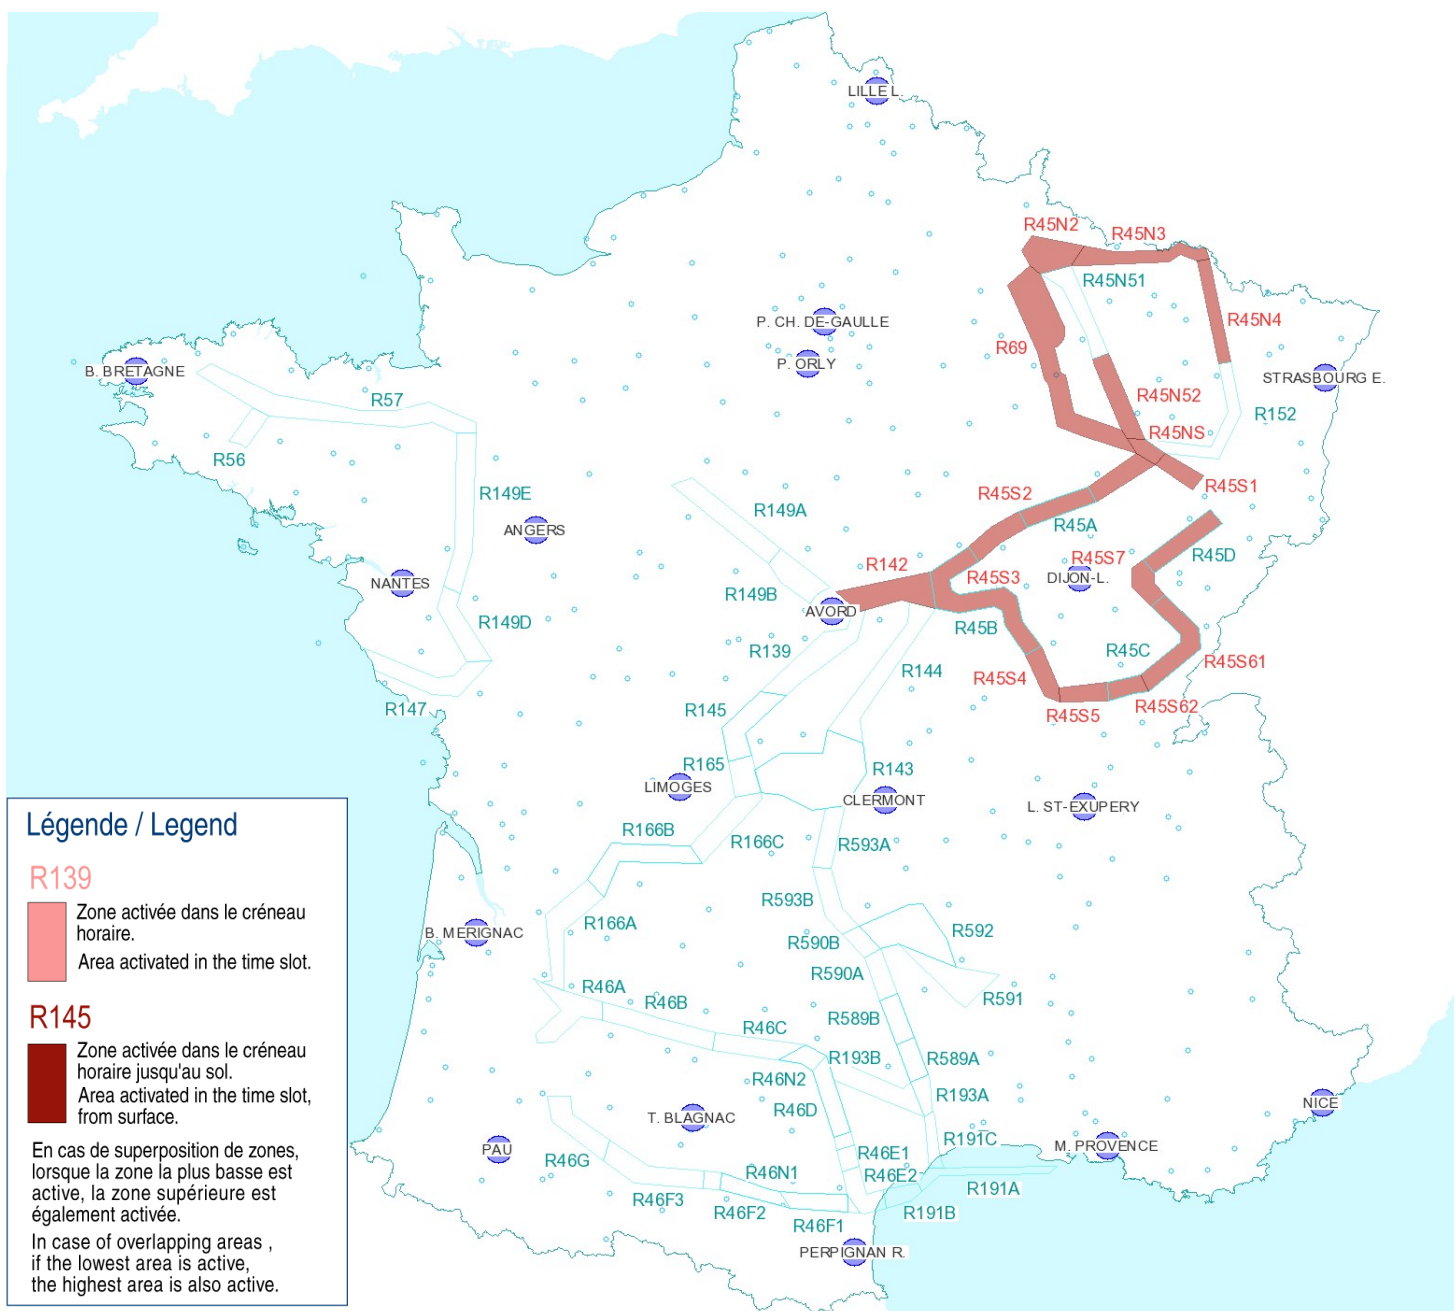 LILLE L.
R45N2
R45N3
R45N51
P. CH. DE-GAULLE
R45N4
R69
P. ORLY
B. BRETAGNE
STRASBOURG E.
R57
R45N52
R152
R45NS
R56
R149E
R45S2
R45S1
R149A
R45A
ANGERS
R142
R45S7
R45D
NANTES
R45S3
DIJON-L.
R149B
AVORD
R149D
R45B
R139
R45C
R45S61
R144
R45S4
R147
R145
R45S5
R45S62
R165
R143
LIMOGES
CLERMONT
L. ST-EXUPERY
R166B
R166C
R593A
R593B
R166A
B. MERIGNAC
R592
R590B
R590A
R46A
R46B
R591
R46C
R589B
R193B
R589A
R46N2
R193A
R46D
T. BLAGNAC
NICE
R191C
M. PROVENCE
PAU
R46E1
R46G
R46N1
R46E2
R46F3
R191A
R46F2
R191B
R46F1
PERPIGNAN R.
Légende / Legend
R139
Zone activée dans le créneau
horaire.
Area activated in the time slot.
R145
Zone activée dans le créneau
horaire jusqu'au sol.
Area activated in the time slot,
from surface.
En cas de superposition de zones,
lorsque la zone la plus basse est
active, la zone supérieure est
également activée.
In case of overlapping areas ,
if the lowest area is active,
the highest area is also active.